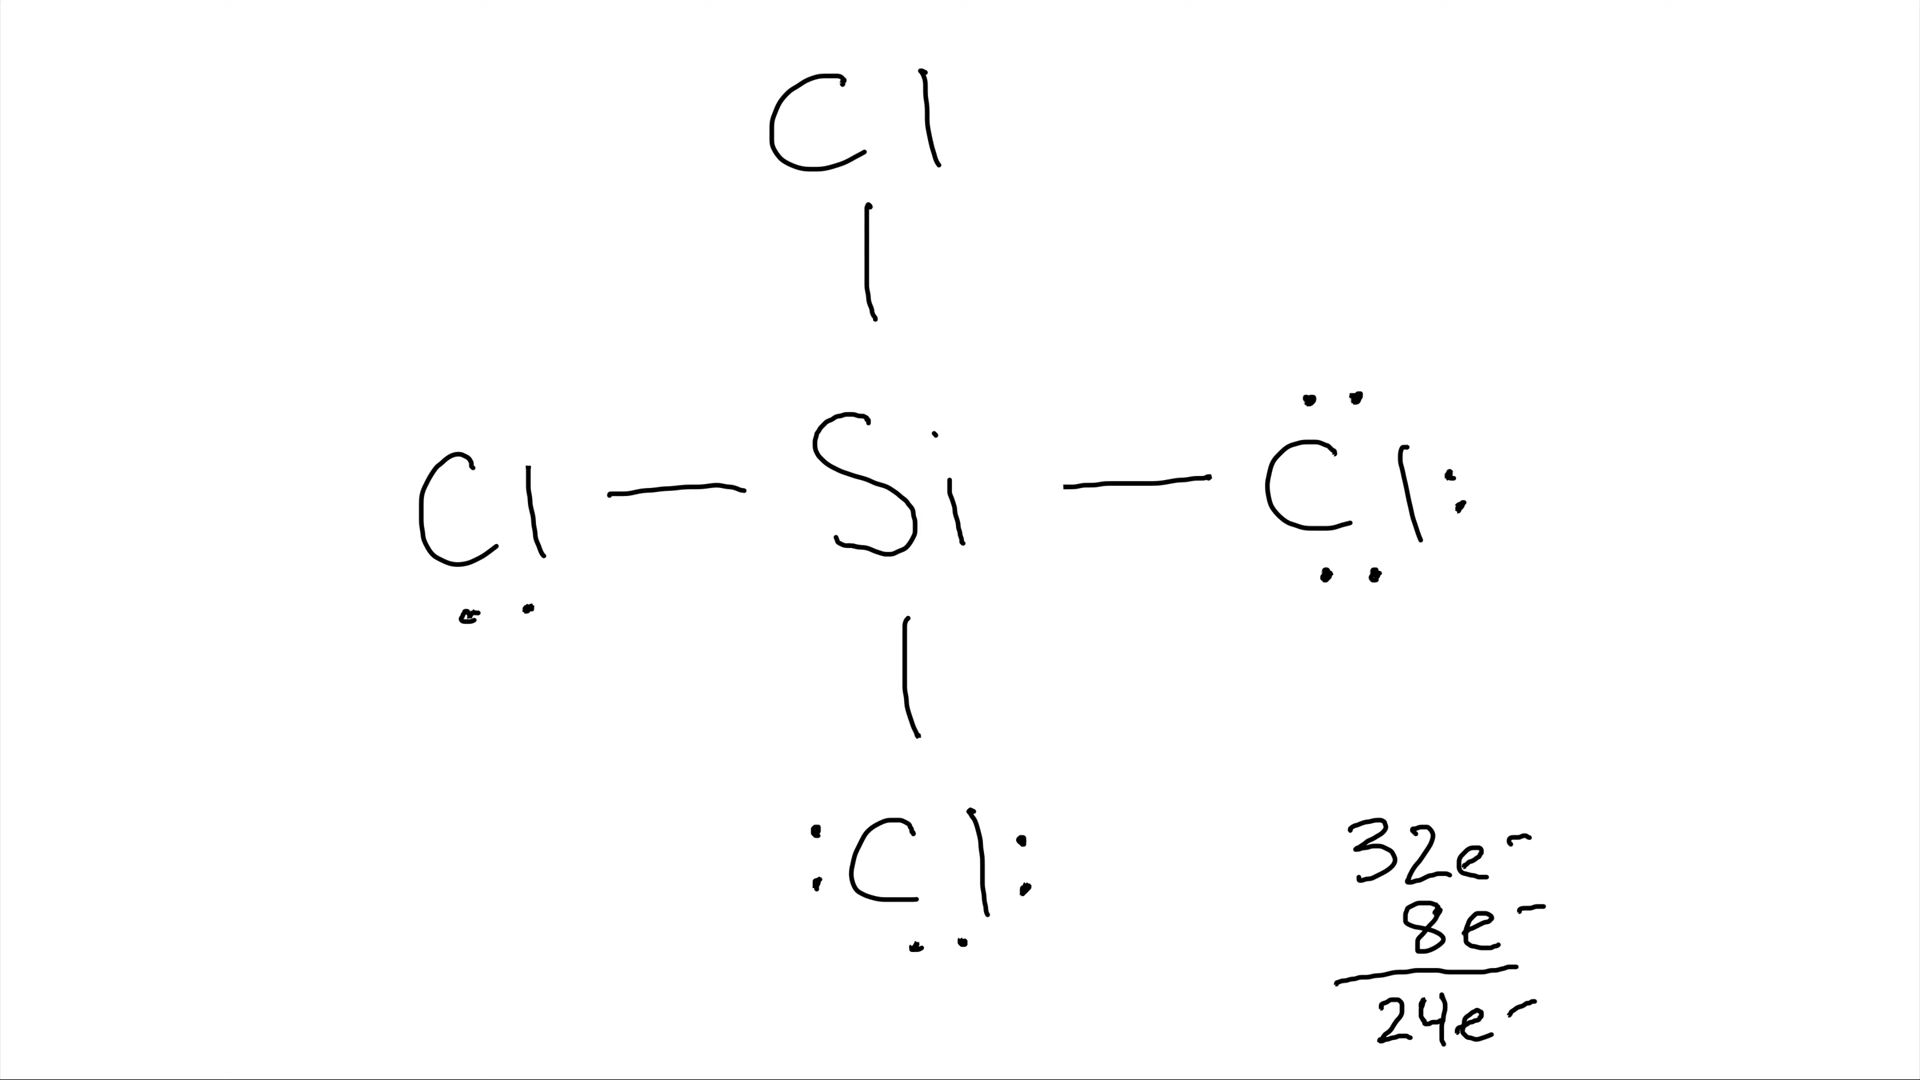 Cl
Cl — Si — Cl:
:Cl:
32e⁻
8e⁻
24e⁻